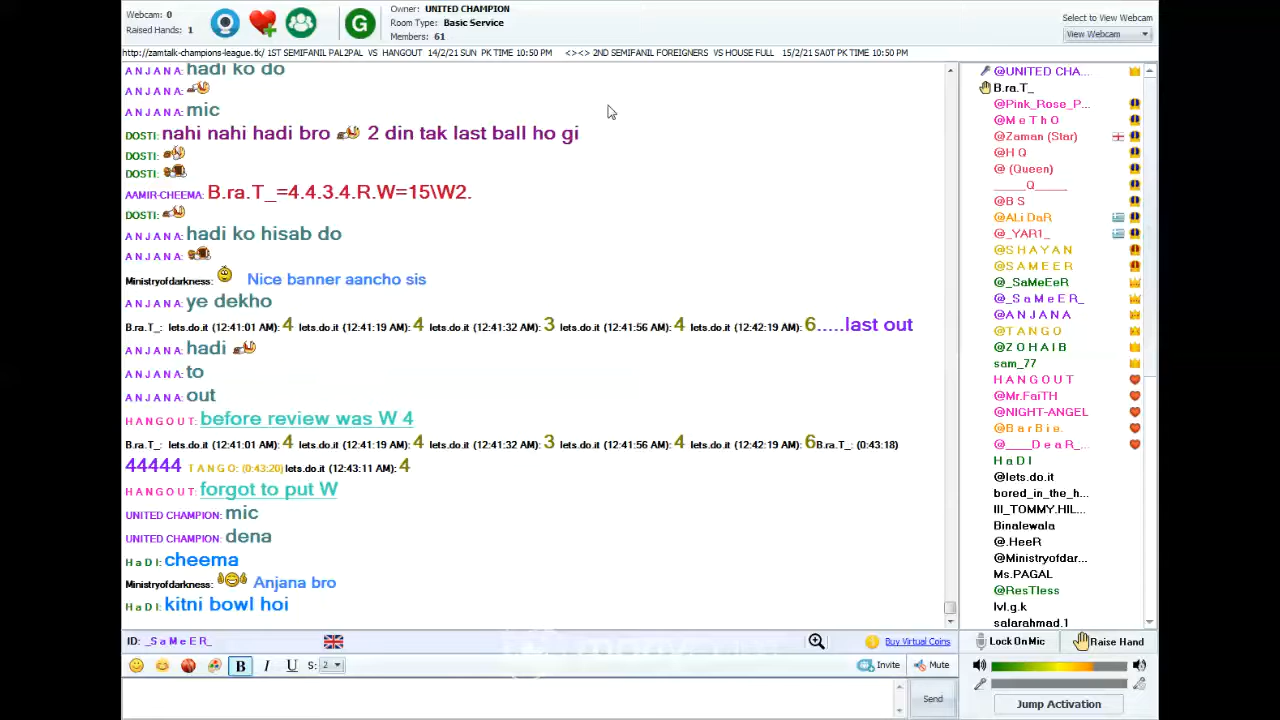 Webcam: 0
Raised Hands: 1
G
Owner: UNITED CHAMPION
Room Type: Basic Service
Members: 61
Select to View Webcam
View Webcam
http://zamtalk-champions-league.tk/ 1ST SEMIFANIL PAL2PAL VS HANGOUT 14/2/21 SUN PK TIME 10:50 PM <><> 2ND SEMIFANIL FOREIGNERS VS HOUSE FULL 15/2/22 SA0T PK TIME 10:50 PM
A N J A N A: hadi ko do
A N J A N A:
A N J A N A: mic
DOSTI: nahi nahi hadi bro 2 din tak last ball ho gi
DOSTI:
DOSTI:
AAMIR-CHEEMA: B.ra.T_=4.4.3.4.R.W=15\W2.
DOSTI:
A N J A N A: hadi ko hisab do
A N J A N A:
Ministryofdarkness: Nice banner aancho sis
A N J A N A: ye dekho
B.ra.T_: lets.do.it (12:41:01 AM): 4 lets.do.it (12:41:19 AM): 4 lets.do.it (12:41:32 AM): 3 lets.do.it (12:41:56 AM): 4 lets.do.it (12:42:19 AM): 6.....last out
A N J A N A: hadi
A N J A N A: to
A N J A N A: out
H A N G O U T: before review was W 4
B.ra.T_: lets.do.it (12:41:01 AM): 4 lets.do.it (12:41:19 AM): 4 lets.do.it (12:41:32 AM): 3 lets.do.it (12:41:56 AM): 4 lets.do.it (12:42:19 AM): 6B.ra.T_: (0:43:18)
44444 T A N G O: (0:43:20) lets.do.it (12:43:11 AM): 4
H A N G O U T: forgot to put W
UNITED CHAMPION: mic
UNITED CHAMPION: dena
H a D I: cheema
Ministryofdarkness: Anjana bro
H a D I: kitni bowl hoi
@UNITED CHA...
B.ra.T_
@Pink_Rose_P...
@M e T h O
@Zaman (Star)
@H Q
@ (Queen)
_____Q_____
@B S
@ALi DaR
@_YAR1_
@S H A Y A N
@S A M E E R
@_SaMeEeR
@_S a M e E R_
@A N J A N A
@T A N G O
@Z O H A I B
sam_77
H A N G O U T
@Mr.FaiTH
@NIGHT-ANGEL
@B a r B i e.
@____D e a R_...
H a D I
@lets.do.it
bored_in_the_h...
III_TOMMY.HIL...
Binalewala
@.HeeR
@Ministryofdar...
Ms.PAGAL
@ResTless
lvl.g.k
salarahmad.1
ID: _S a M e E R_
Buy Virtual Coins
Lock On Mic
Raise Hand
B I U S: 2
Invite
Mute
Send
Jump Activation